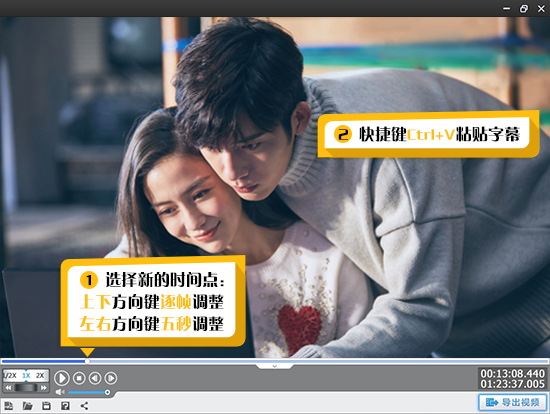 2 快捷键Ctrl+V粘贴字幕
1 选择新的时间点：
上下方向键逐帧调整
左右方向键五秒调整
1/2X 1X 2X
00:13:08.440
01:23:37.005
导出视频